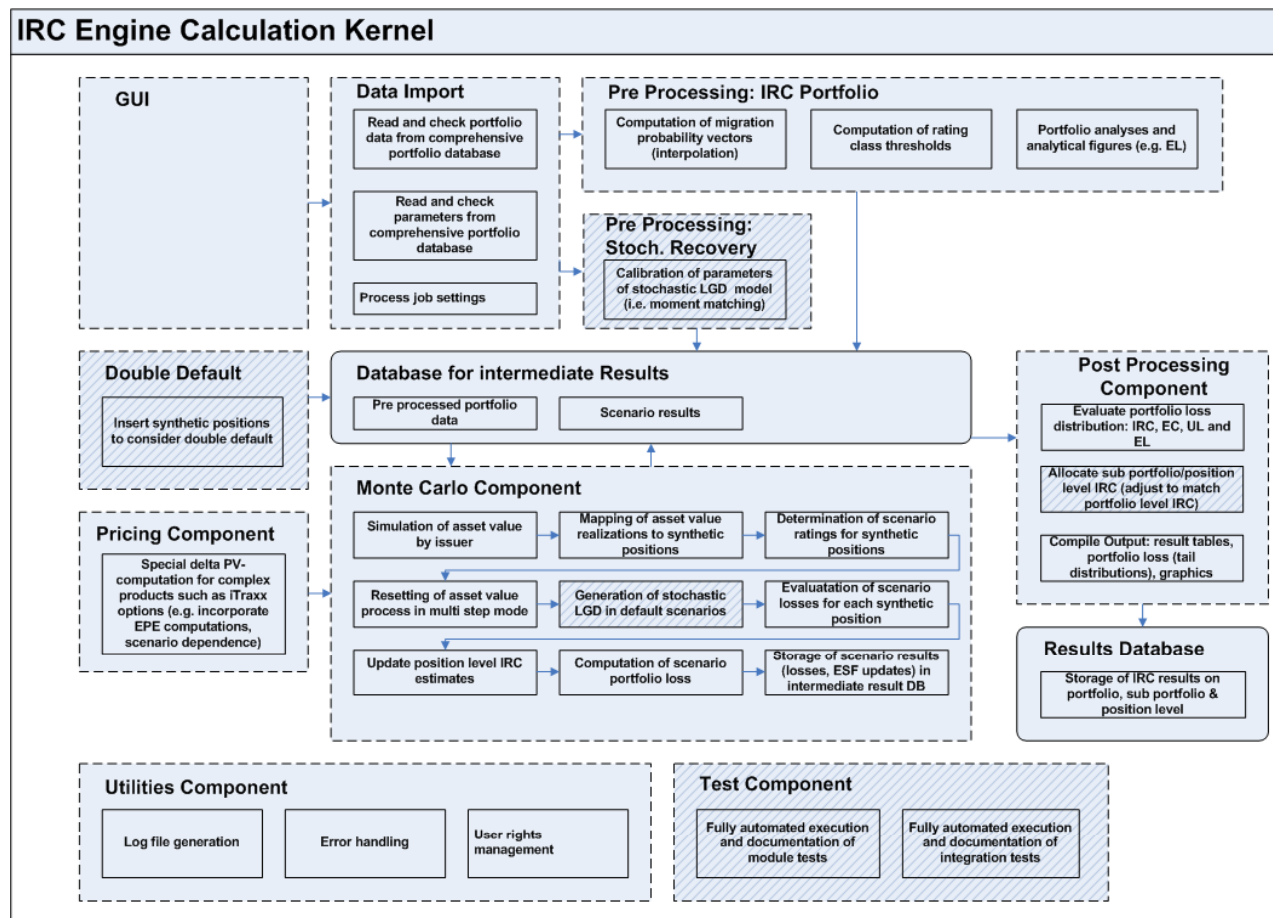 IRC Engine Calculation Kernel
GUI
Data Import
Read and check portfolio
data from comprehensive
portfolio database
Read and check
parameters from
comprehensive portfolio
database
Process job settings
Pre Processing: IRC Portfolio
Computation of migration
probability vectors
(interpolation)
Computation of rating
class thresholds
Portfolio analyses and
analytical figures (e.g. EL)
Pre Processing:
Stoch. Recovery
Calibration of parameters
of stochastic LGD model
(i.e. moment matching)
Double Default
Insert synthetic positions
to consider double default
Database for intermediate Results
Pre processed portfolio
data
Scenario results
Post Processing
Component
Evaluate portfolio loss
distribution: IRC, EC, UL and
EL
Allocate sub portfolio/position
level IRC (adjust to match
portfolio level IRC)
Compile Output: result tables,
portfolio loss (tail
distributions), graphics
Pricing Component
Special delta PV-
computation for complex
products such as iTraxx
options (e.g. incorporate
EPE computations,
scenario dependence)
Monte Carlo Component
Simulation of asset value
by issuer
Mapping of asset value
realizations to synthetic
positions
Determination of scenario
ratings for synthetic
positions
Resetting of asset value
process in multi step mode
Generation of stochastic
LGD in default scenarios
Evaluatation of scenario
losses for each synthetic
position
Update position level IRC
estimates
Computation of scenario
portfolio loss
Storage of scenario results
(losses, ESF updates) in
intermediate result DB
Results Database
Storage of IRC results on
portfolio, sub portfolio &
position level
Utilities Component
Log file generation
Error handling
User rights
management
Test Component
Fully automated execution
and documentation of
module tests
Fully automated execution
and documentation of
integration tests